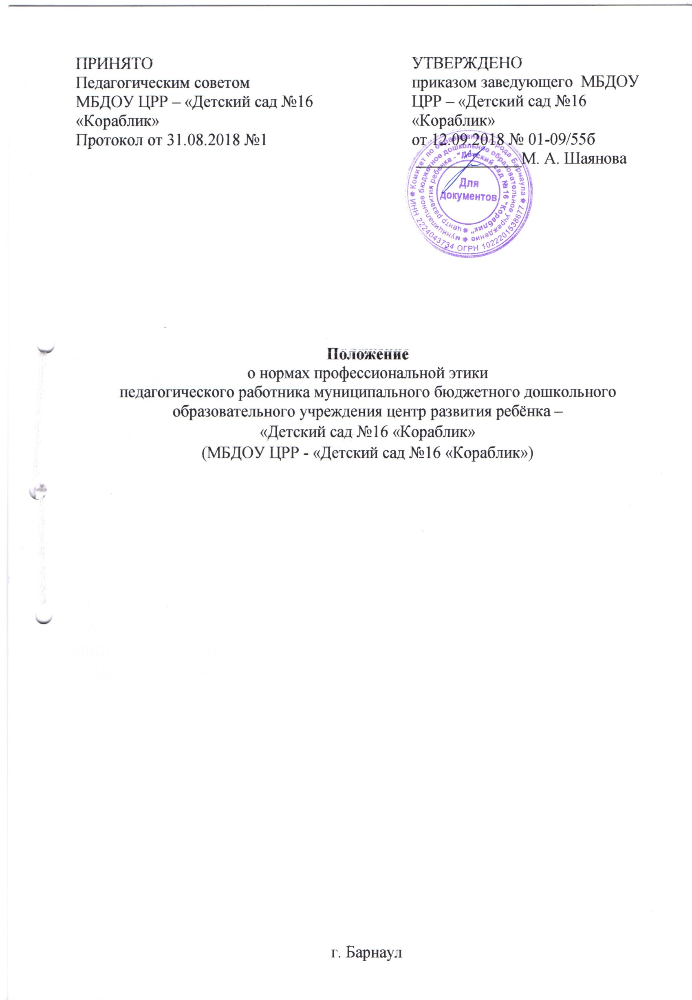 ПРИНЯТО
Педагогическим советом
МБДОУ ЦРР – «Детский сад №16
«Кораблик»
Протокол от 31.08.2018 №1
УТВЕРЖДЕНО
приказом заведующего  МБДОУ
ЦРР – «Детский сад №16
«Кораблик»
от 12.09.2018 № 01-09/55б
____________М. А. Шаянова
Комитет по образованию города Барнаула
ИНН 2224043734 ОГРН 1022201538677
муниципальное бюджетное дошкольное образовательное учреждение
центр развития ребенка - "Детский сад №16 "Кораблик"
Для
документов
Положение
о нормах профессиональной этики
педагогического работника муниципального бюджетного дошкольного
образовательного учреждения центр развития ребёнка –
«Детский сад №16 «Кораблик»
(МБДОУ ЦРР - «Детский сад №16 «Кораблик»)
г. Барнаул